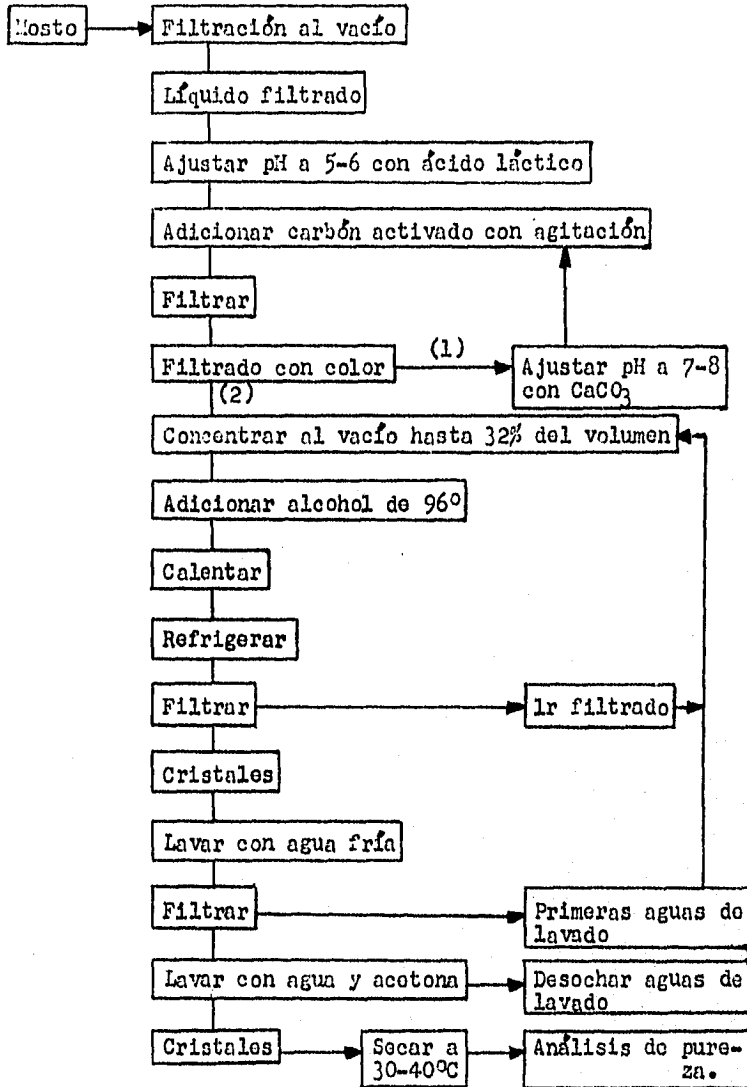 Mosto
Filtración al vacío
Líquido filtrado
Ajustar pH a 5-6 con ácido láctico
Adicionar carbón activado con agitación
Filtrar
Filtrado con color
(1)
Ajustar pH a 7-8
con CaCO3
(2)
Concentrar al vacío hasta 32% del volumen
Adicionar alcohol de 96º
Calentar
Refrigerar
Filtrar
1r filtrado
Cristales
Lavar con agua fría
Filtrar
Primeras aguas de
lavado
Lavar con agua y acetona
Desechar aguas de
lavado
Cristales
Secar a
30-40ºC
Análisis de pure-
za.